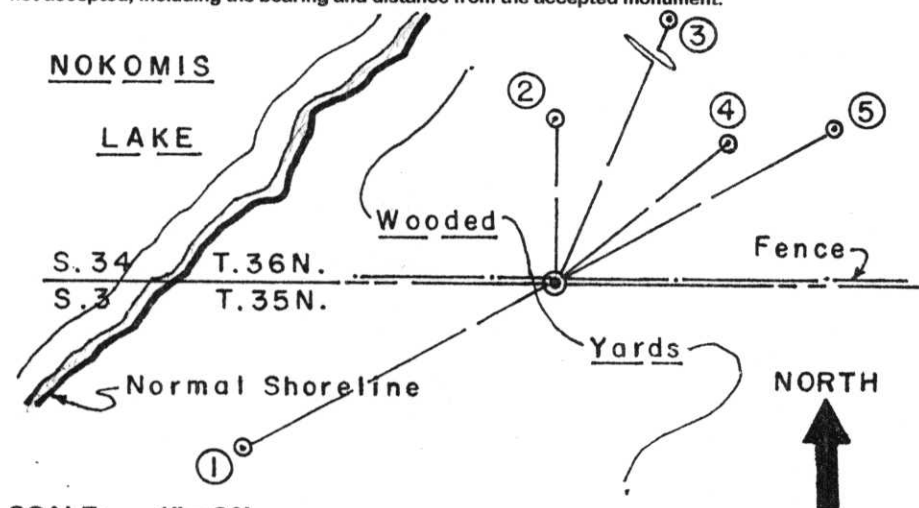 not accepted, including the bearing and distance from the accepted monument.
NOKOMIS
LAKE
③
②
④
⑤
Wooded
Fence
S. 34 T. 36N.
S. 3 T. 35N.
Yards
Normal Shoreline
NORTH
①